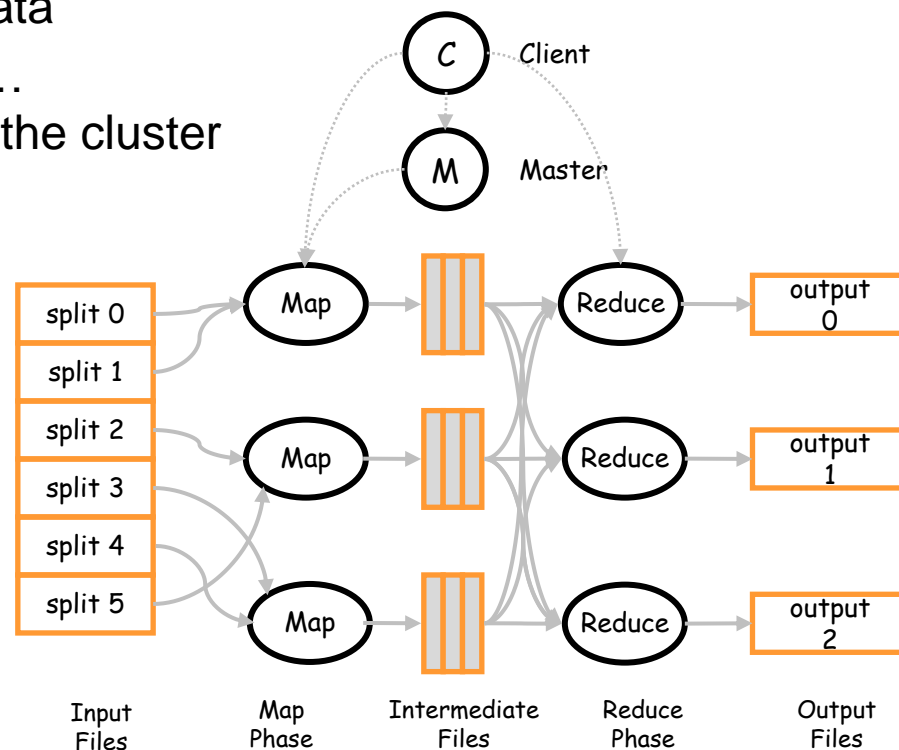 ata
…
the cluster
C
Client
M
Master
split 0
split 1
split 2
split 3
split 4
split 5
Map
Map
Map
Reduce
Reduce
Reduce
output
0
output
1
output
2
Input
Files
Map
Phase
Intermediate
Files
Reduce
Phase
Output
Files